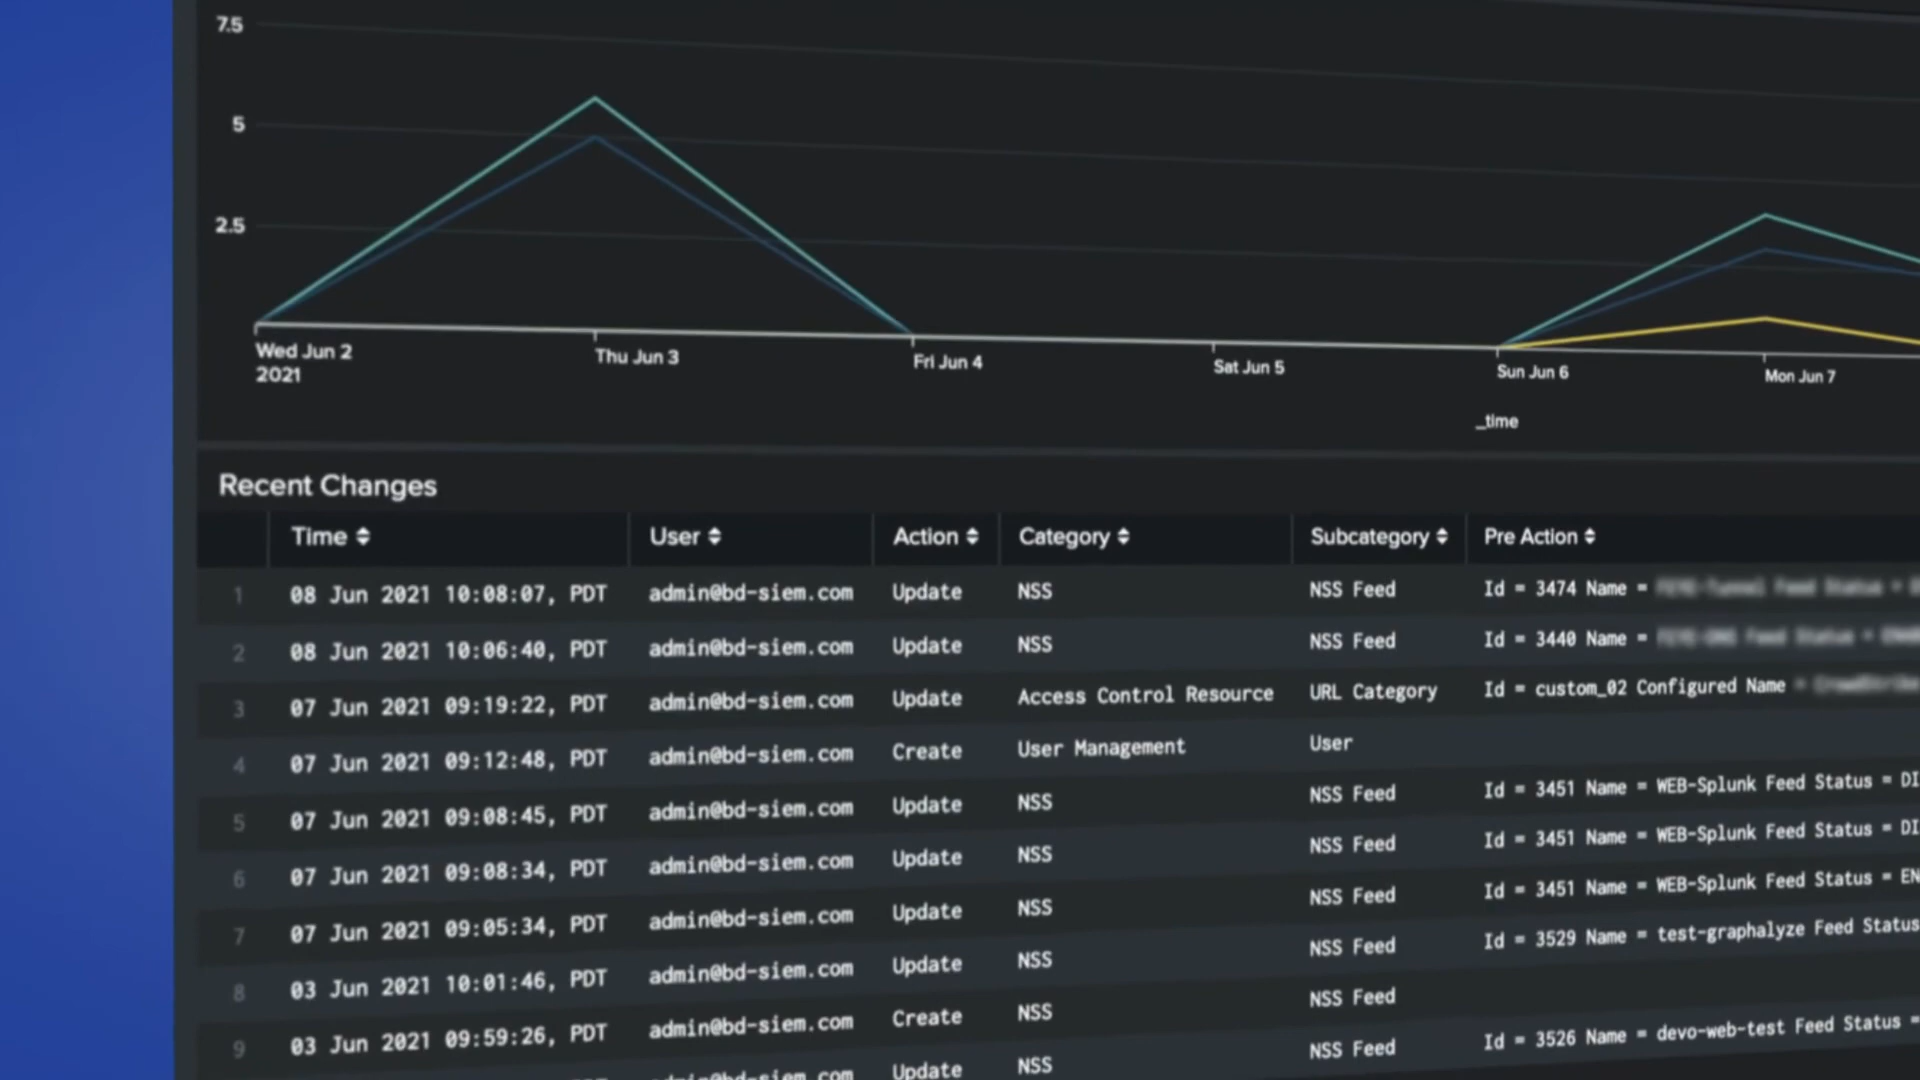 7.5
5
2.5
Wed Jun 2 Thu Jun 3 Fri Jun 4 Sat Jun 5 Sun Jun 6 Mon Jun 7
2021
_time
Recent Changes
Time User Action Category Subcategory Pre Action
1 08 Jun 2021 10:08:07, PDT admin@bd-siem.com Update NSS NSS Feed Id = 3474 Name =
2 08 Jun 2021 10:06:40, PDT admin@bd-siem.com Update NSS NSS Feed Id = 3440 Name =
3 07 Jun 2021 09:19:22, PDT admin@bd-siem.com Update Access Control Resource URL Category Id = custom_02 Configured Name
4 07 Jun 2021 09:12:48, PDT admin@bd-siem.com Create User Management User
5 07 Jun 2021 09:08:45, PDT admin@bd-siem.com Update NSS NSS Feed Id = 3451 Name = WEB-Splunk Feed Status = DI
6 07 Jun 2021 09:08:34, PDT admin@bd-siem.com Update NSS NSS Feed Id = 3451 Name = WEB-Splunk Feed Status = DI
7 07 Jun 2021 09:05:34, PDT admin@bd-siem.com Update NSS NSS Feed Id = 3451 Name = WEB-Splunk Feed Status = EN
8 03 Jun 2021 10:01:46, PDT admin@bd-siem.com Update NSS NSS Feed Id = 3529 Name = test-graphalyze Feed Status
9 03 Jun 2021 09:59:26, PDT admin@bd-siem.com Create NSS NSS Feed
admin@bd-siem.com Update NSS NSS Feed Id = 3526 Name = devo-web-test Feed Status =